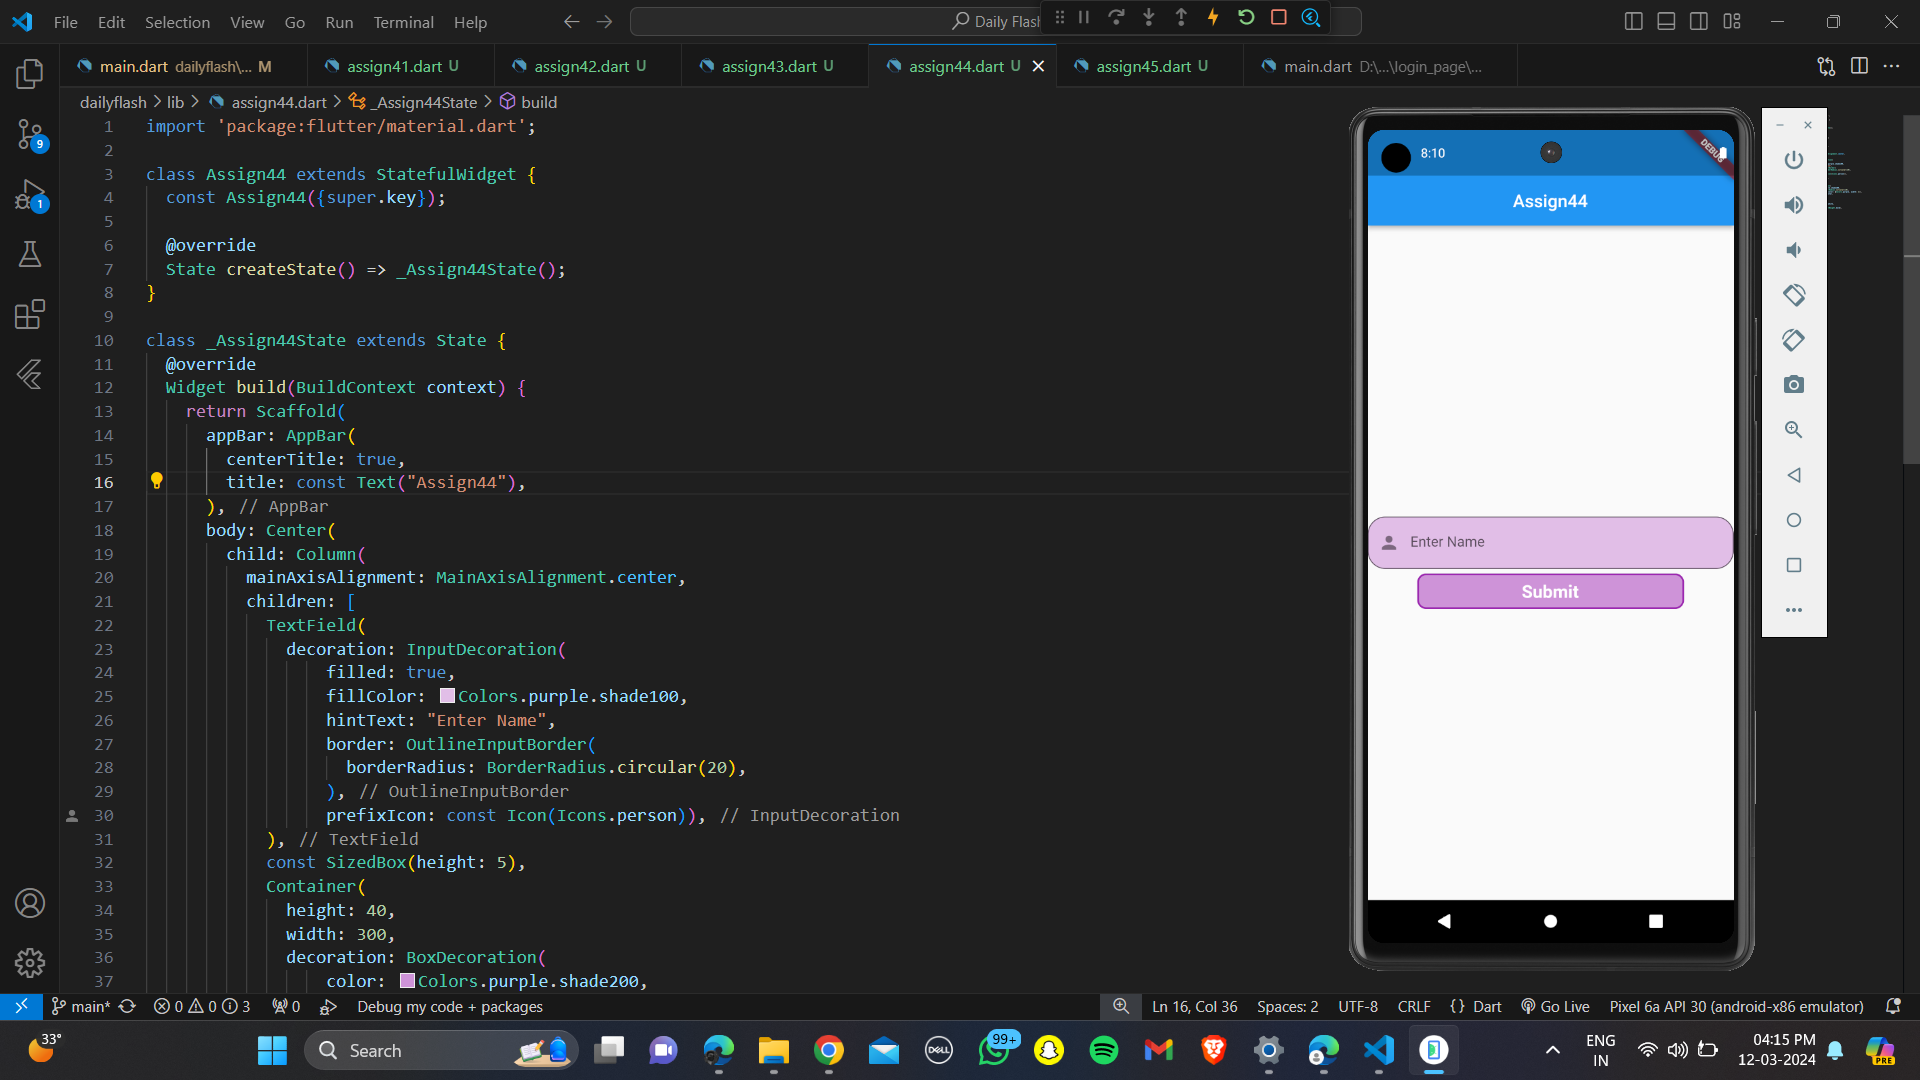 File Edit Selection View Go Run Terminal Help
Daily Flash
main.dart dailyflash\... M
assign41.dart U
assign42.dart U
assign43.dart U
assign44.dart U
assign45.dart U
main.dart D:\...\login_page\...
dailyflash > lib > assign44.dart > _Assign44State > build
1 import 'package:flutter/material.dart';
2
3 class Assign44 extends StatefulWidget {
4 const Assign44({super.key});
5
6 @override
7 State createState() => _Assign44State();
8 }
9
10 class _Assign44State extends State {
11 @override
12 Widget build(BuildContext context) {
13 return Scaffold(
14 appBar: AppBar(
15 centerTitle: true,
16 title: const Text("Assign44"),
17 ), // AppBar
18 body: Center(
19 child: Column(
20 mainAxisAlignment: MainAxisAlignment.center,
21 children: [
22 TextField(
23 decoration: InputDecoration(
24 filled: true,
25 fillColor: Colors.purple.shade100,
26 hintText: "Enter Name",
27 border: OutlineInputBorder(
28 borderRadius: BorderRadius.circular(20),
29 ), // OutlineInputBorder
30 prefixIcon: const Icon(Icons.person)), // InputDecoration
31 ), // TextField
32 const SizedBox(height: 5),
33 Container(
34 height: 40,
35 width: 300,
36 decoration: BoxDecoration(
37 color: Colors.purple.shade200,
9
1
8:10
DEBUG
Assign44
Enter Name
Submit
main* 0 0 3 0 Debug my code + packages
Ln 16, Col 36 Spaces: 2 UTF-8 CRLF {} Dart Go Live Pixel 6a API 30 (android-x86 emulator)
33°
Search
DELL
99+
ENG
IN
04:15 PM
12-03-2024
PRE